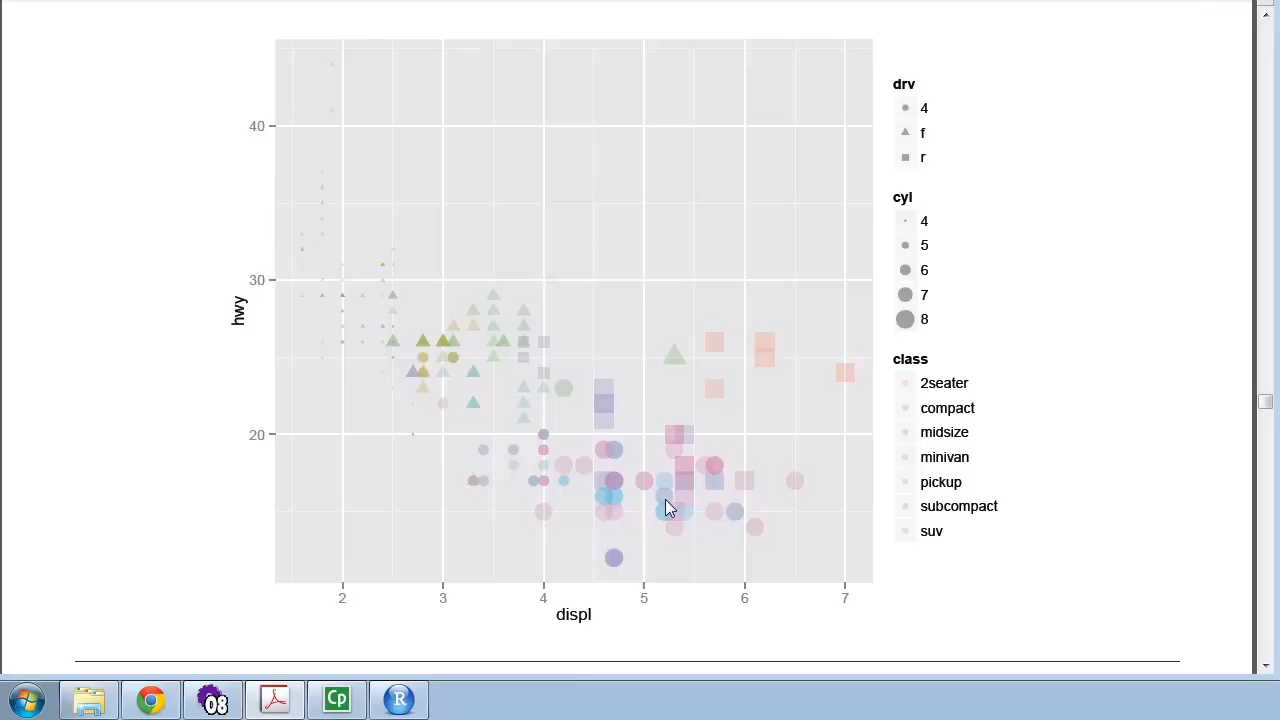 drv
4
f
r
cyl
4
5
6
7
8
class
2seater
compact
midsize
minivan
pickup
subcompact
suv
40
30
20
hwy
2 3 4 5 6 7
displ
08
Cp
R